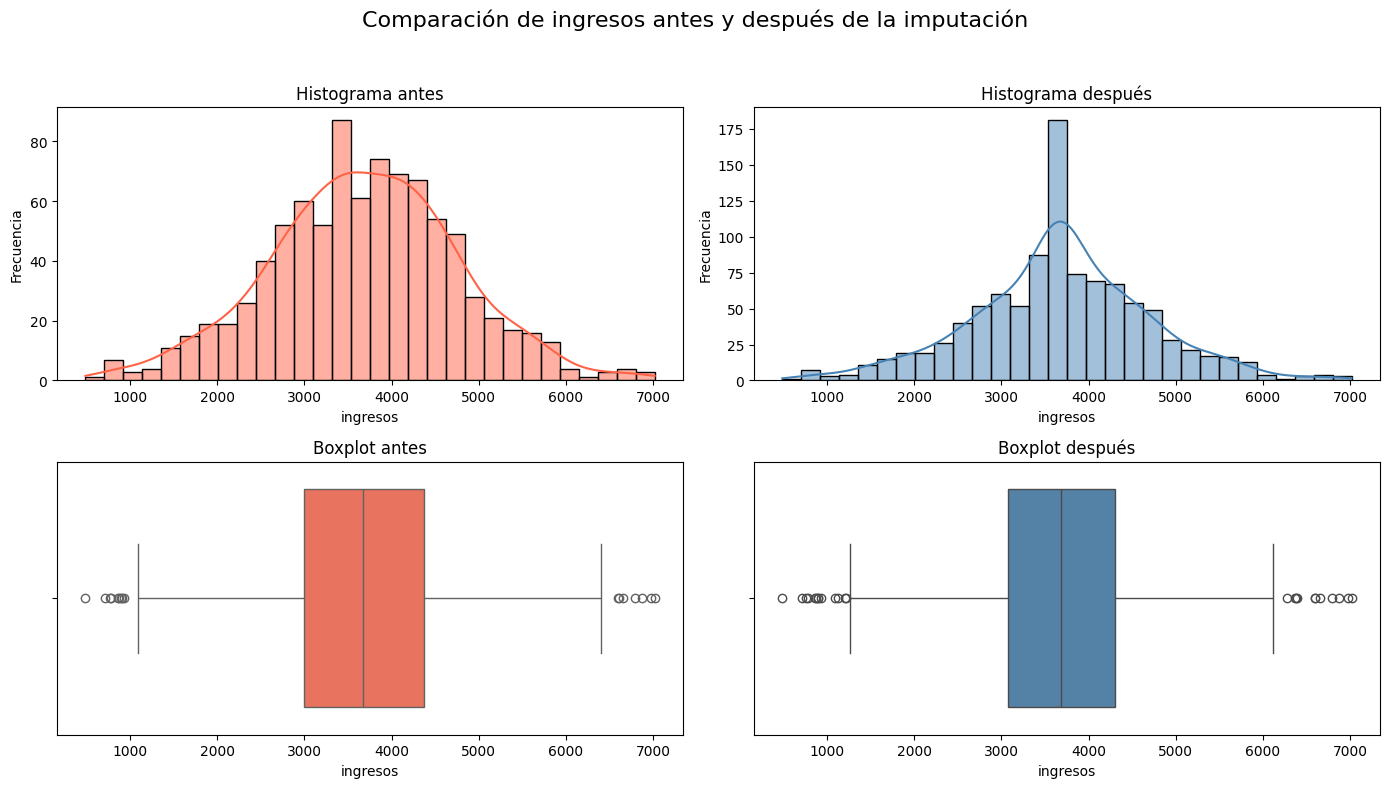 Comparación de ingresos antes y después de la imputación
Histograma antes
Frecuencia
80
60
40
20
0
1000 2000 3000 4000 5000 6000 7000
ingresos
Histograma después
Frecuencia
175
150
125
100
75
50
25
0
1000 2000 3000 4000 5000 6000 7000
ingresos
Boxplot antes
1000 2000 3000 4000 5000 6000 7000
ingresos
Boxplot después
1000 2000 3000 4000 5000 6000 7000
ingresos